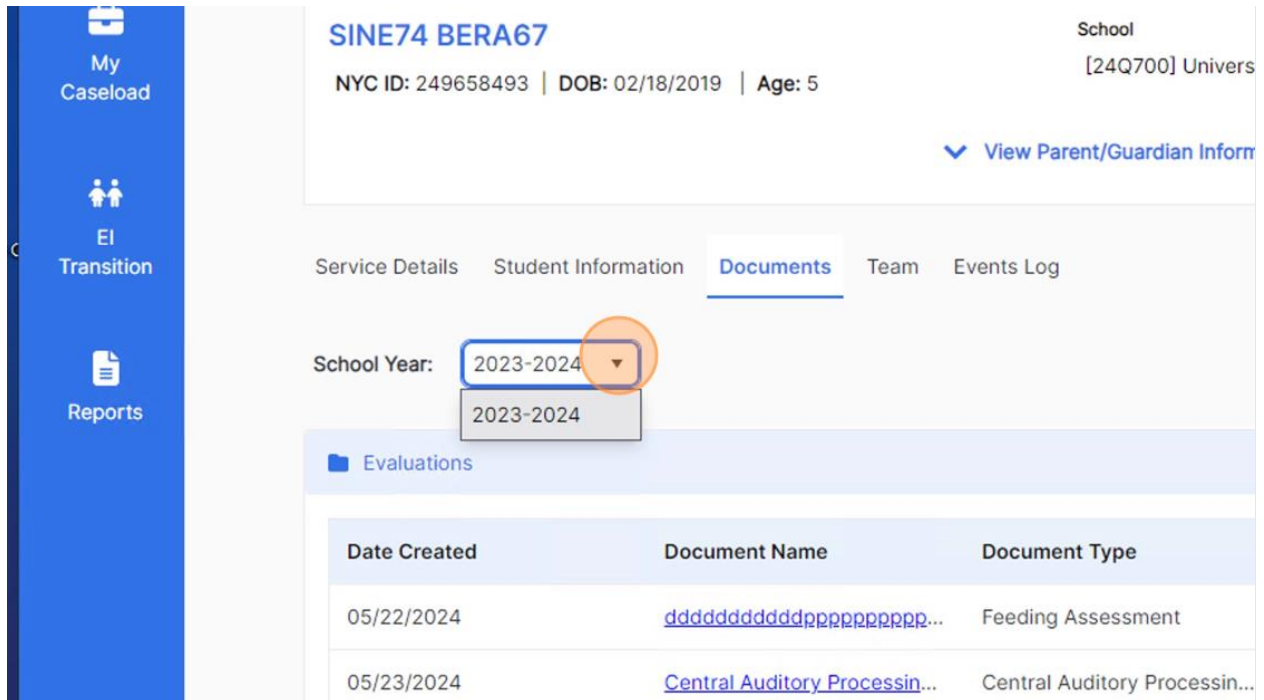 My
Caseload
EI
Transition
Reports
SINE74 BERA67
NYC ID: 249658493 | DOB: 02/18/2019 | Age: 5
School
[24Q700] Univers
View Parent/Guardian Inform
Service Details Student Information Documents Team Events Log
School Year: 2023-2024
2023-2024
Evaluations
Date Created Document Name Document Type
05/22/2024 dddddddddddpppppppppp... Feeding Assessment
05/23/2024 Central Auditory Processin... Central Auditory Processin...